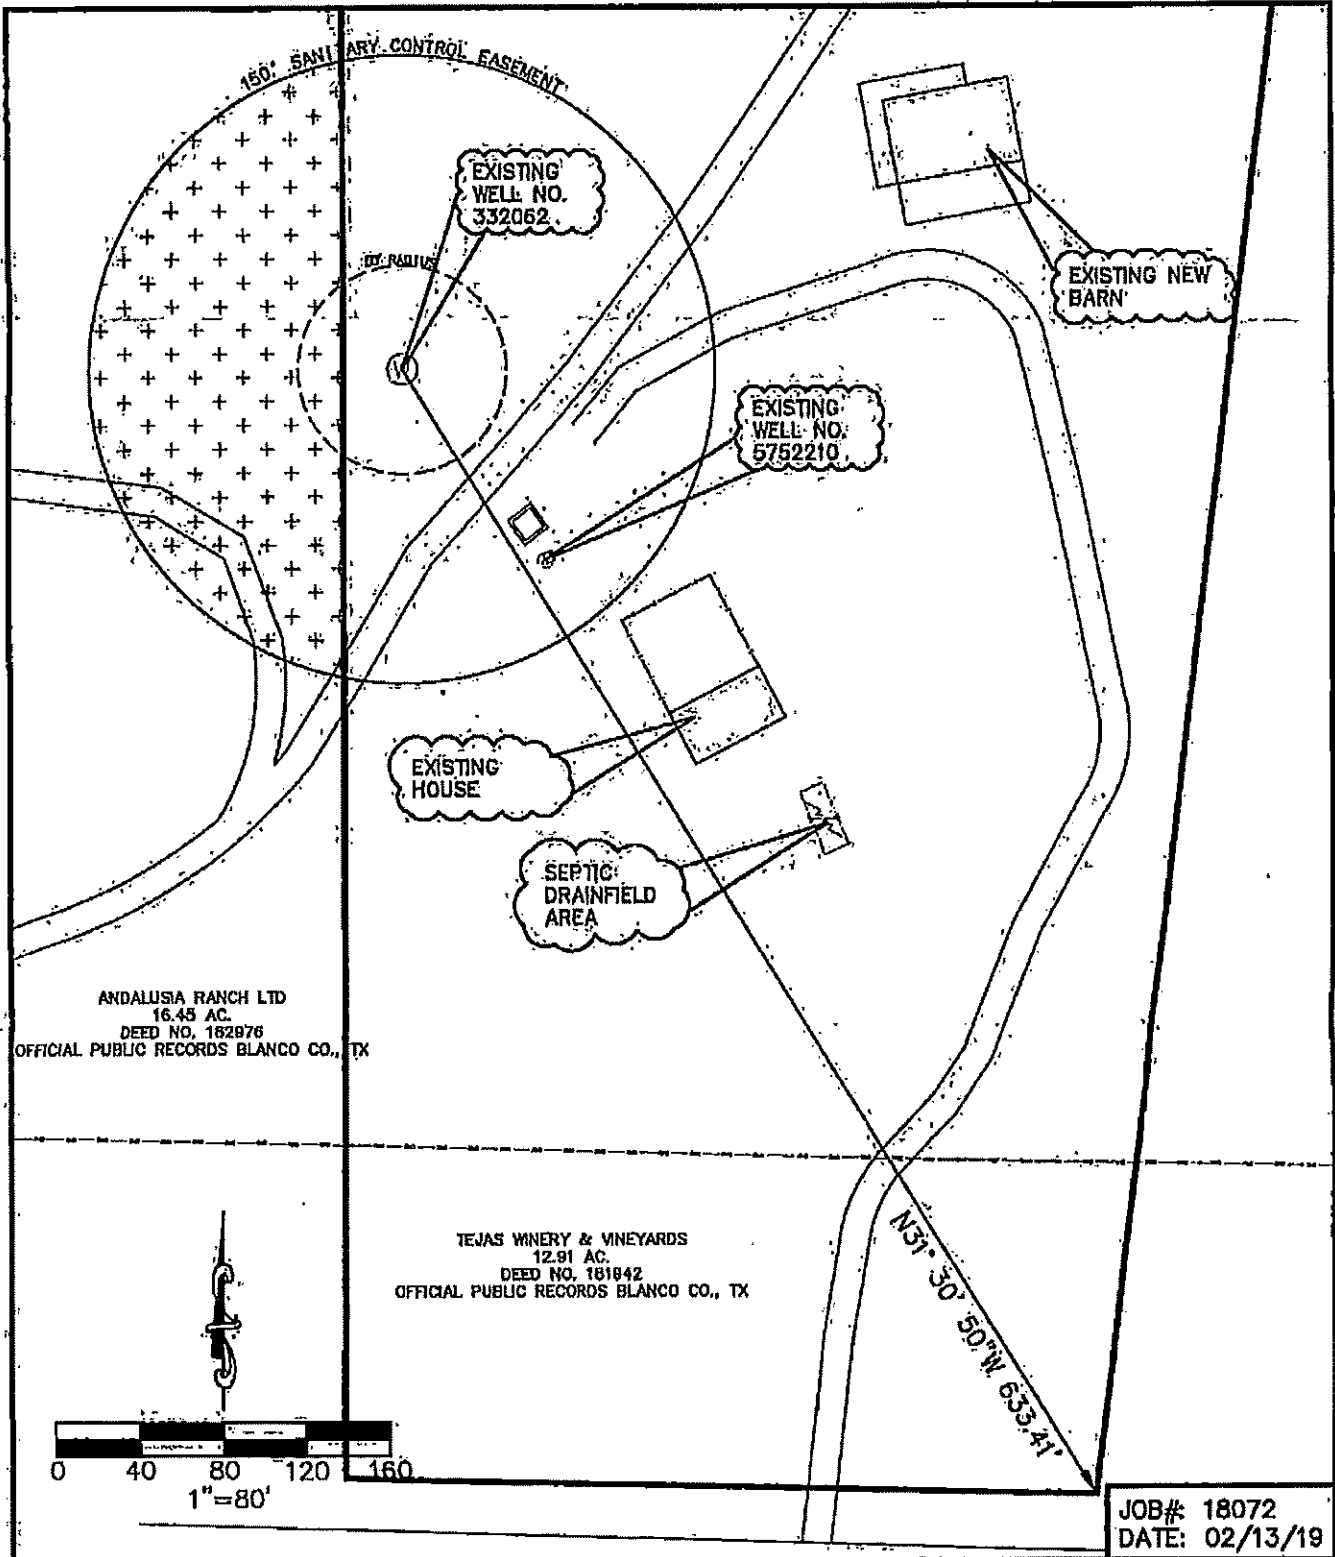 150' SANITARY CONTROL EASEMENT
EXISTING
WELL NO.
332062
RADIUS
EXISTING NEW
BARN
EXISTING
WELL NO.
5752210
EXISTING
HOUSE
SEPTIC
DRAINFIELD
AREA
ANDALUSIA RANCH LTD
16.45 AC.
DEED NO. 162976
OFFICIAL PUBLIC RECORDS BLANCO CO., TX
TEJAS WINERY & VINEYARDS
12.91 AC.
DEED NO. 181842
OFFICIAL PUBLIC RECORDS BLANCO CO., TX
N31° 30' 50"W 633.41'
0 40 80 120 160
1"=80'
JOB#: 18072
DATE: 02/13/19